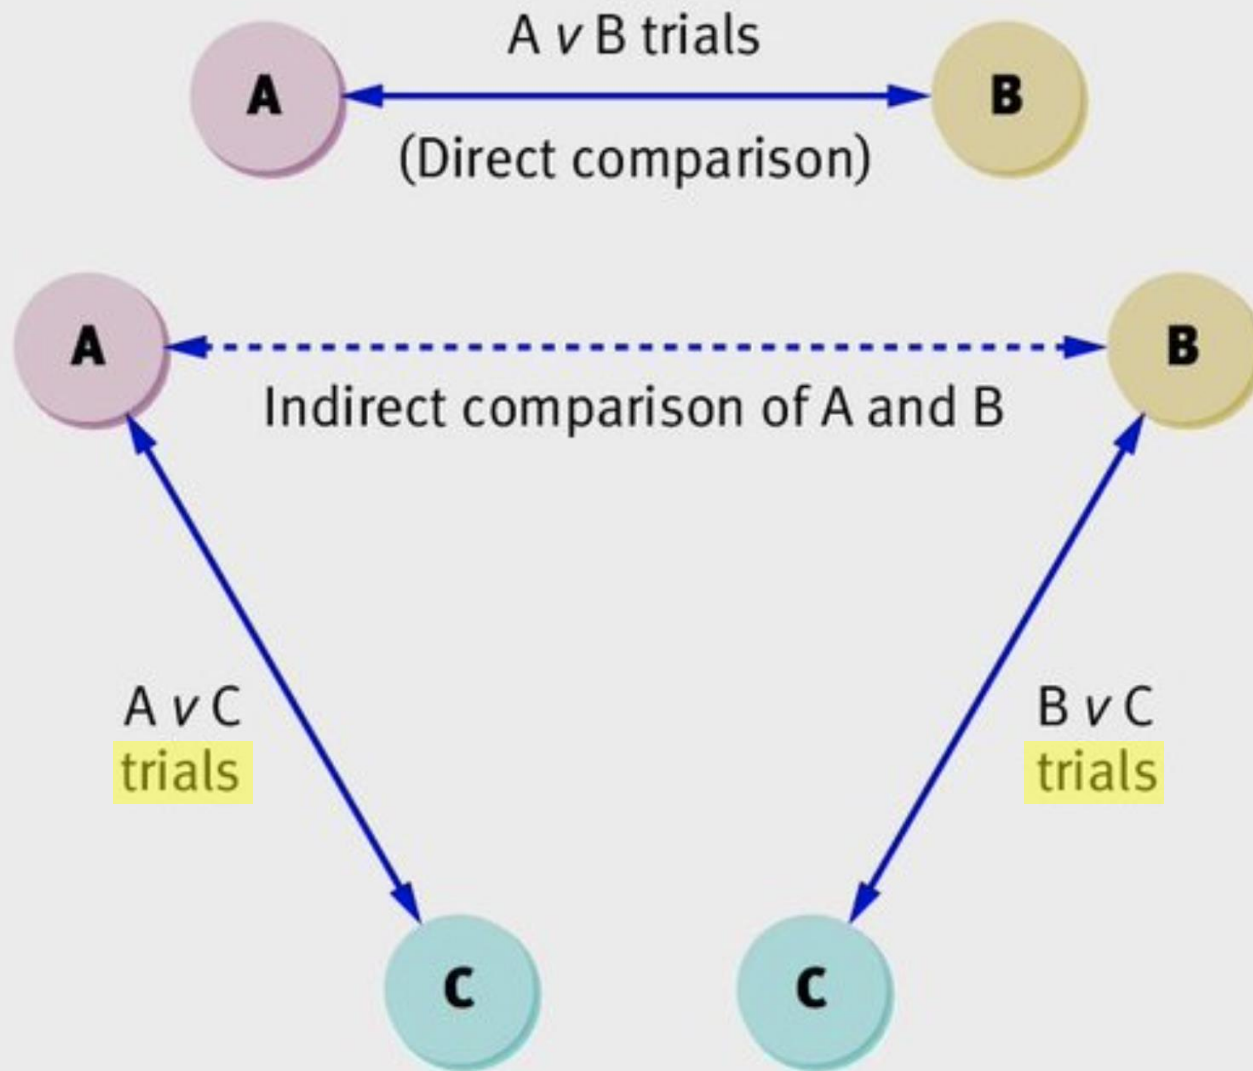 A v B trials
A B
(Direct comparison)
A B
Indirect comparison of A and B
A v C
trials
B v C
trials
C C